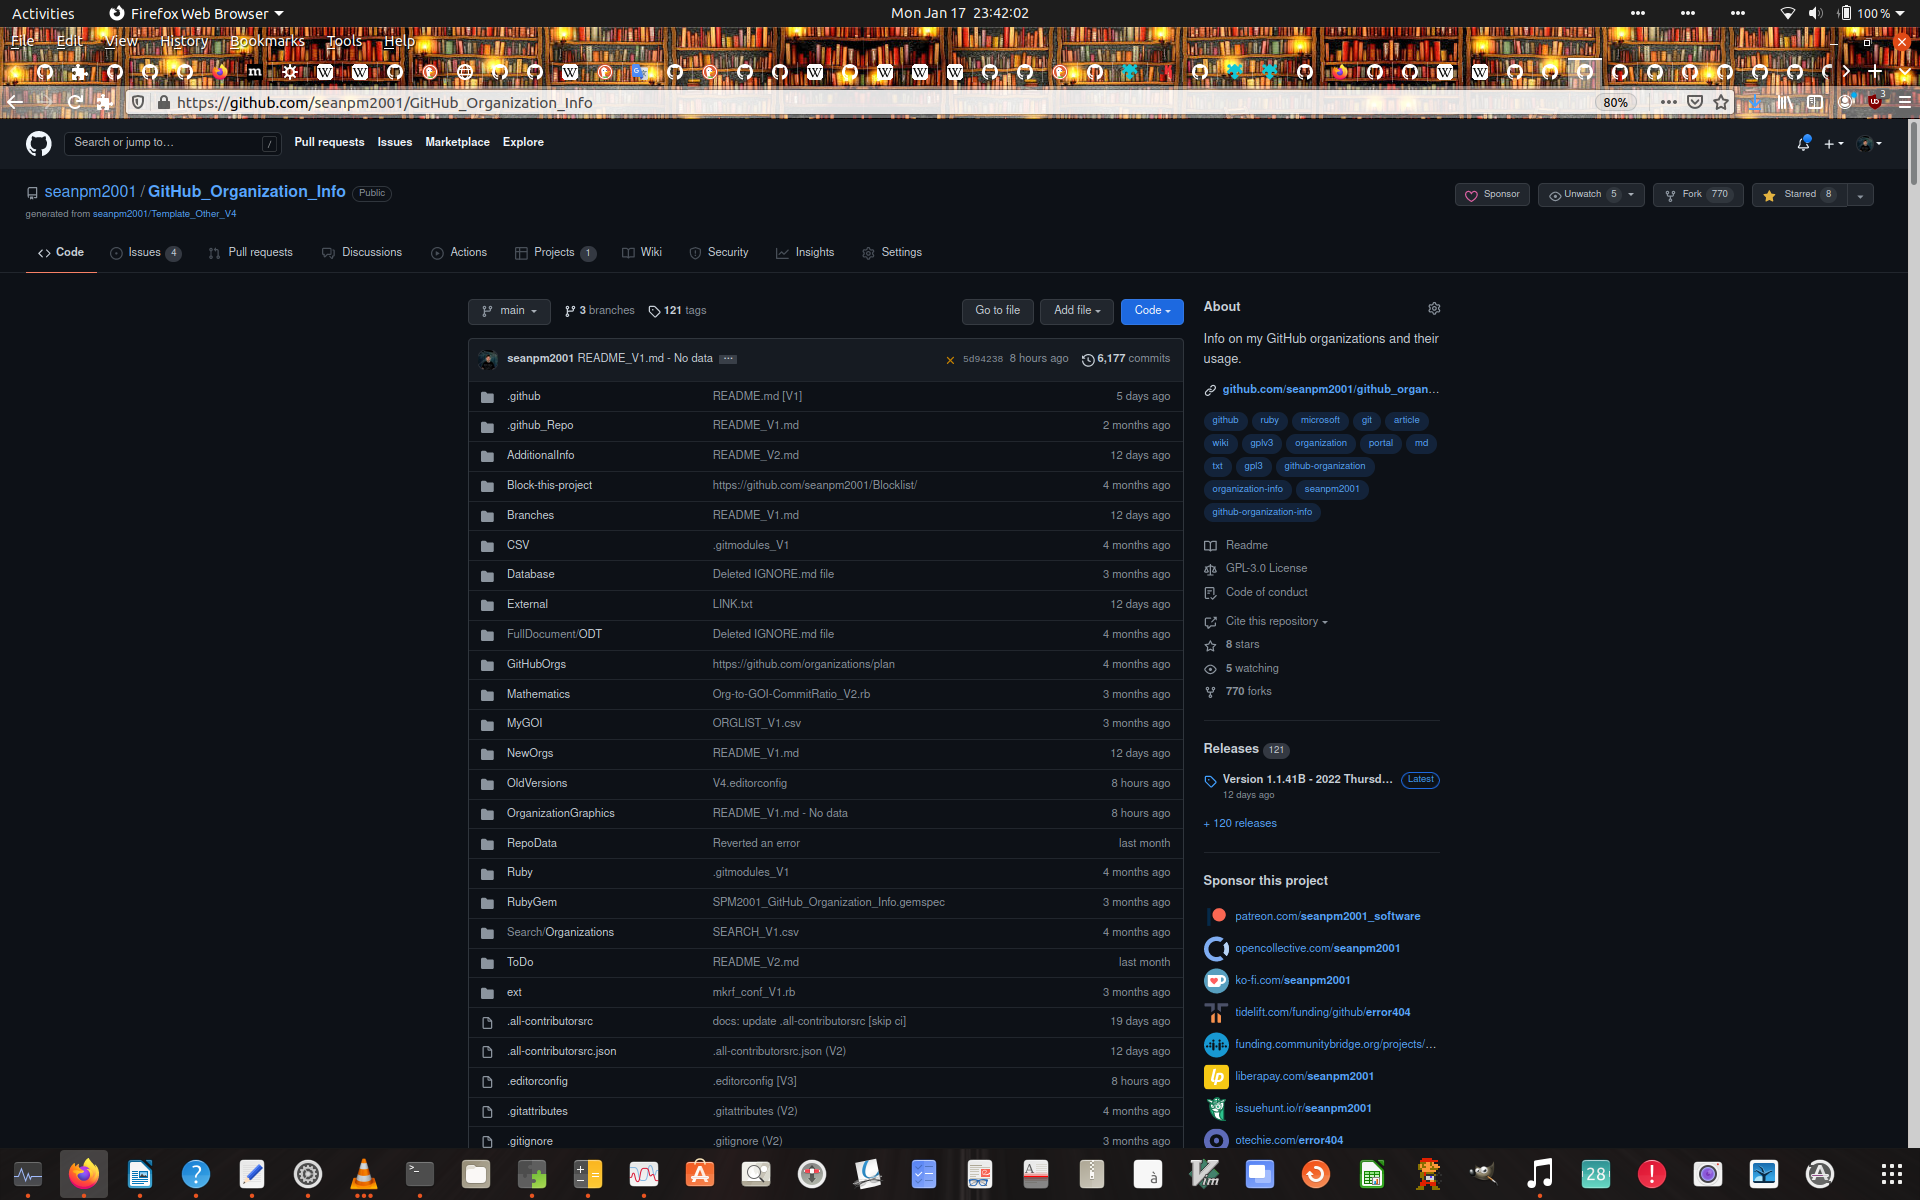 Activities Firefox Web Browser Mon Jan 17 23:42:02 100 %
File Edit View History Bookmarks Tools Help
https://github.com/seanpm2001/GitHub_Organization_Info 80% 3
Search or jump to… / Pull requests Issues Marketplace Explore
seanpm2001 / GitHub_Organization_Info Public
Sponsor Unwatch 5 Fork 770 Starred 8
generated from seanpm2001/Template_Other_V4
Code Issues 4 Pull requests Discussions Actions Projects 1 Wiki Security Insights Settings
main 3 branches 121 tags Go to file Add file Code
seanpm2001 README_V1.md - No data 5d94238 8 hours ago 6,177 commits
.github README.md [V1] 5 days ago
.github_Repo README_V1.md 2 months ago
AdditionalInfo README_V2.md 12 days ago
Block-this-project https://github.com/seanpm2001/Blocklist/ 4 months ago
Branches README_V1.md 12 days ago
CSV .gitmodules_V1 4 months ago
Database Deleted IGNORE.md file 3 months ago
External LINK.txt 12 days ago
FullDocument/ODT Deleted IGNORE.md file 4 months ago
GitHubOrgs https://github.com/organizations/plan 4 months ago
Mathematics Org-to-GOI-CommitRatio_V2.rb 3 months ago
MyGOI ORGLIST_V1.csv 3 months ago
NewOrgs README_V1.md 12 days ago
OldVersions V4.editorconfig 8 hours ago
OrganizationGraphics README_V1.md - No data 8 hours ago
RepoData Reverted an error last month
Ruby .gitmodules_V1 4 months ago
RubyGem SPM2001_GitHub_Organization_Info.gemspec 3 months ago
Search/Organizations SEARCH_V1.csv 4 months ago
ToDo README_V2.md last month
ext mkrf_conf_V1.rb 3 months ago
.all-contributorsrc docs: update .all-contributorsrc [skip ci] 19 days ago
.all-contributorsrc.json .all-contributorsrc.json (V2) 12 days ago
.editorconfig .editorconfig [V3] 8 hours ago
.gitattributes .gitattributes (V2) 4 months ago
.gitignore .gitignore (V2) 3 months ago
About
Info on my GitHub organizations and their
usage.
github.com/seanpm2001/github_organ…
github ruby microsoft git article
wiki gplv3 organization portal md
txt gpl3 github-organization
organization-info seanpm2001
github-organization-info
Readme
GPL-3.0 License
Code of conduct
Cite this repository
8 stars
5 watching
770 forks
Releases 121
Version 1.1.41B - 2022 Thursd… Latest
12 days ago
+ 120 releases
Sponsor this project
patreon.com/seanpm2001_software
opencollective.com/seanpm2001
ko-fi.com/seanpm2001
tidelift.com/funding/github/error404
funding.communitybridge.org/projects/…
liberapay.com/seanpm2001
issuehunt.io/r/seanpm2001
otechie.com/error404
28